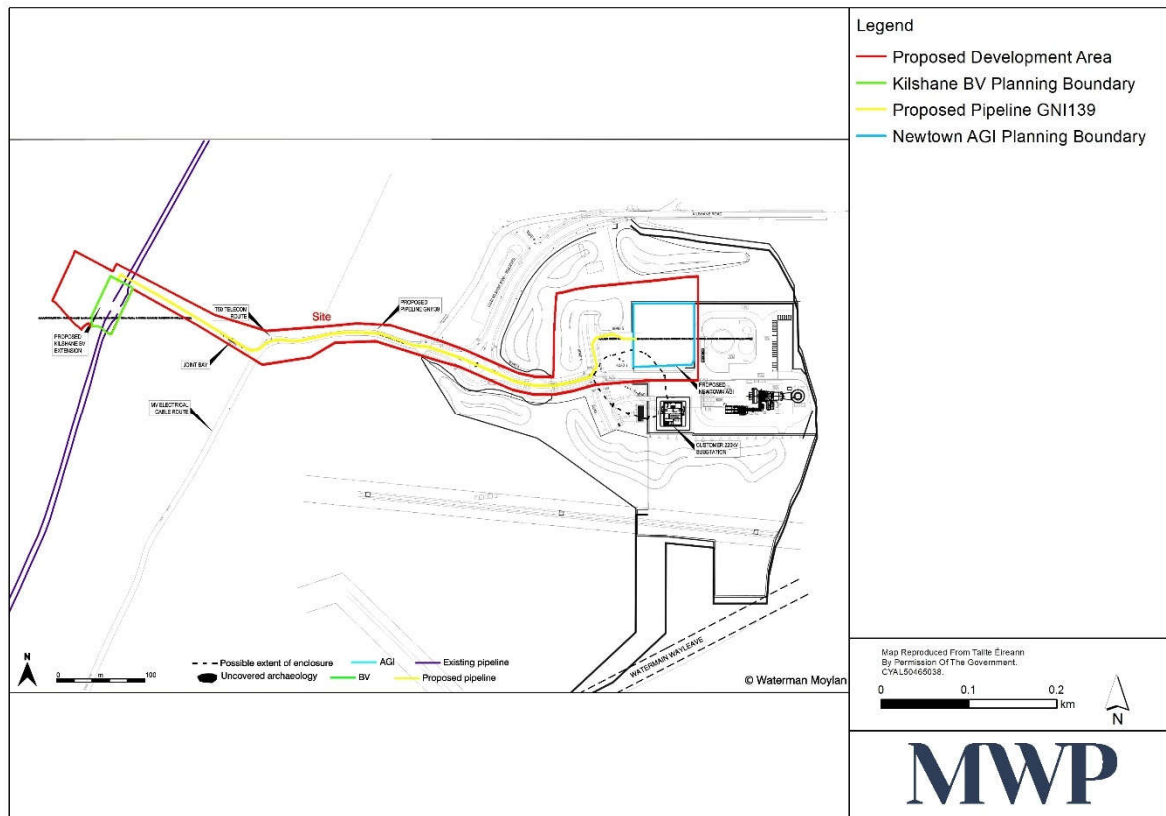 Legend
Proposed Development Area
Kilshane BV Planning Boundary
Proposed Pipeline GNI139
Newtown AGI Planning Boundary
KILSHANE ROAD
PROPOSED
PIPELINE GNI139
TBD TELECOM
ROUTE
Site
PROPOSED
KILSHANE BV
EXTENSION
JOINT BAY
MV ELECTRICAL
CABLE ROUTE
PROPOSED
NEWTOWN AGI
CUSTOMER 220kV
SUBSTATION
WATERMAIN WAYLEAVE
N
0 m 100
Possible extent of enclosure
AGI
Existing pipeline
Uncovered archaeology
BV
Proposed pipeline
© Waterman Moylan
Map Reproduced From Tailte Éireann
By Permission Of The Government.
CYAL50465038.
0 0.1 0.2
km
N
MWP